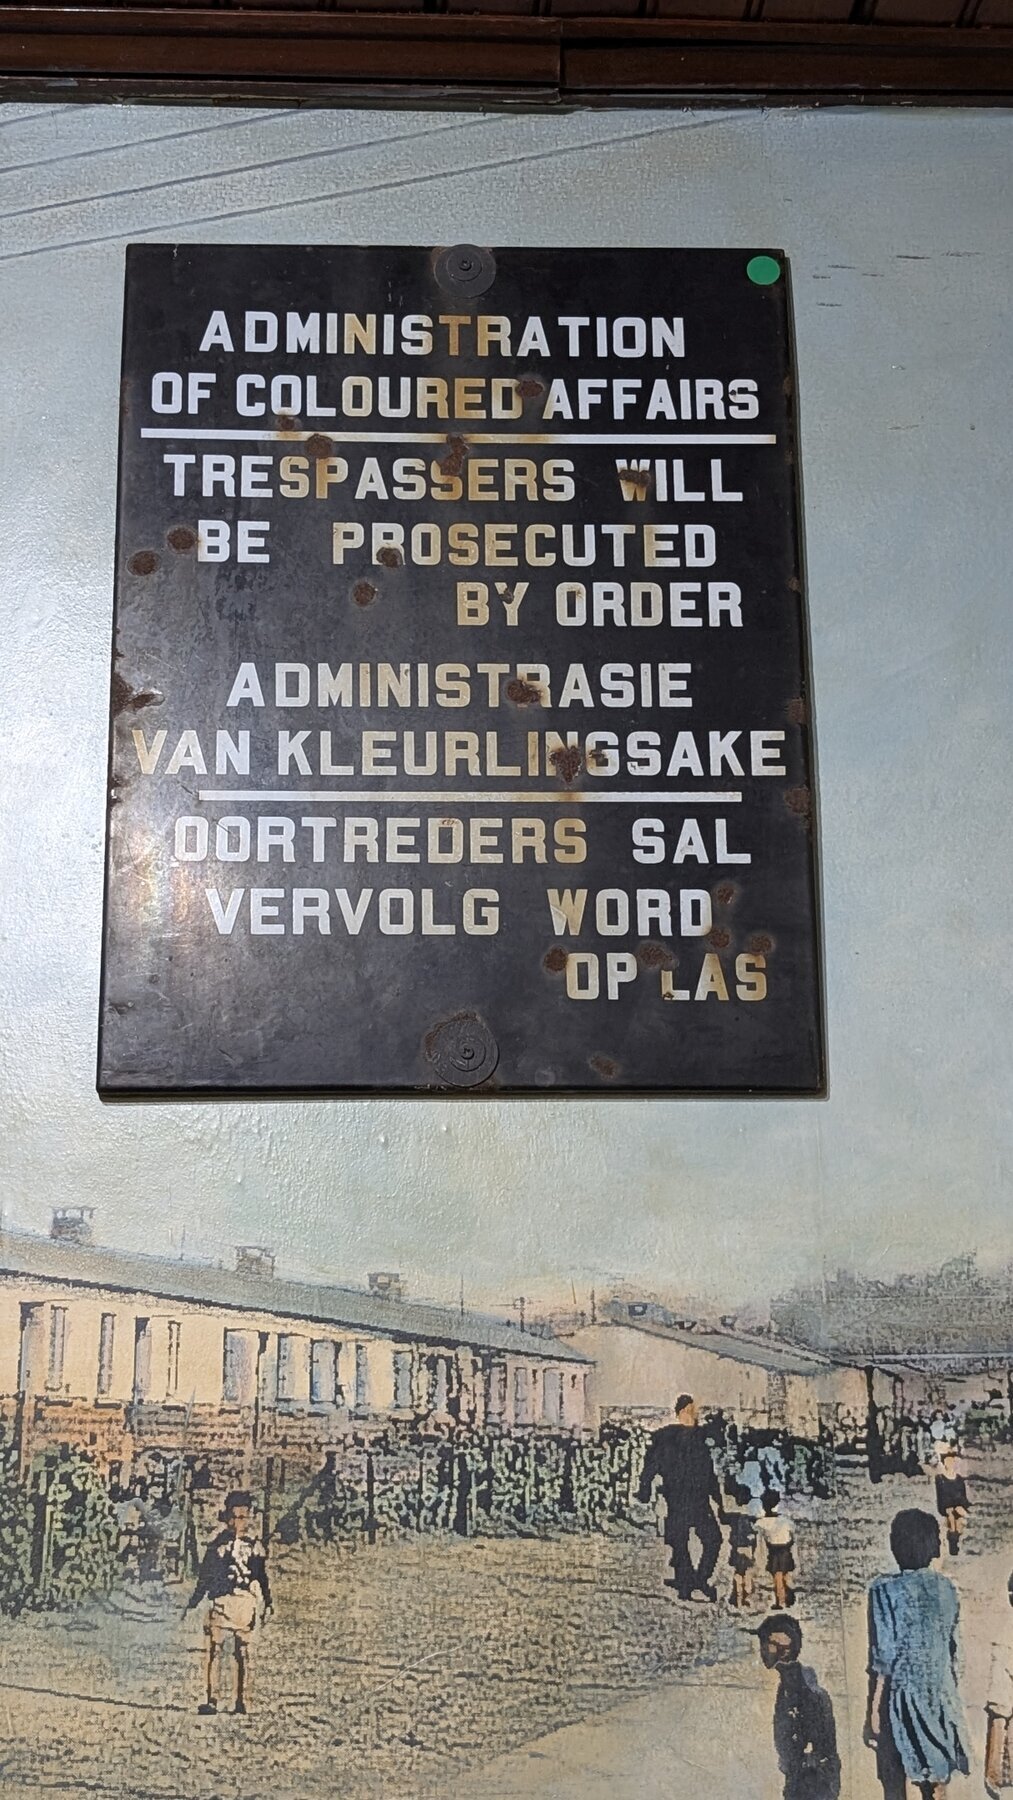 ADMINISTRATION
OF COLOURED AFFAIRS
TRESPASSERS WILL
BE PROSECUTED
BY ORDER
ADMINISTRASIE
VAN KLEURLINGSAKE
OORTREDERS SAL
VERVOLG WORD
OP LAS